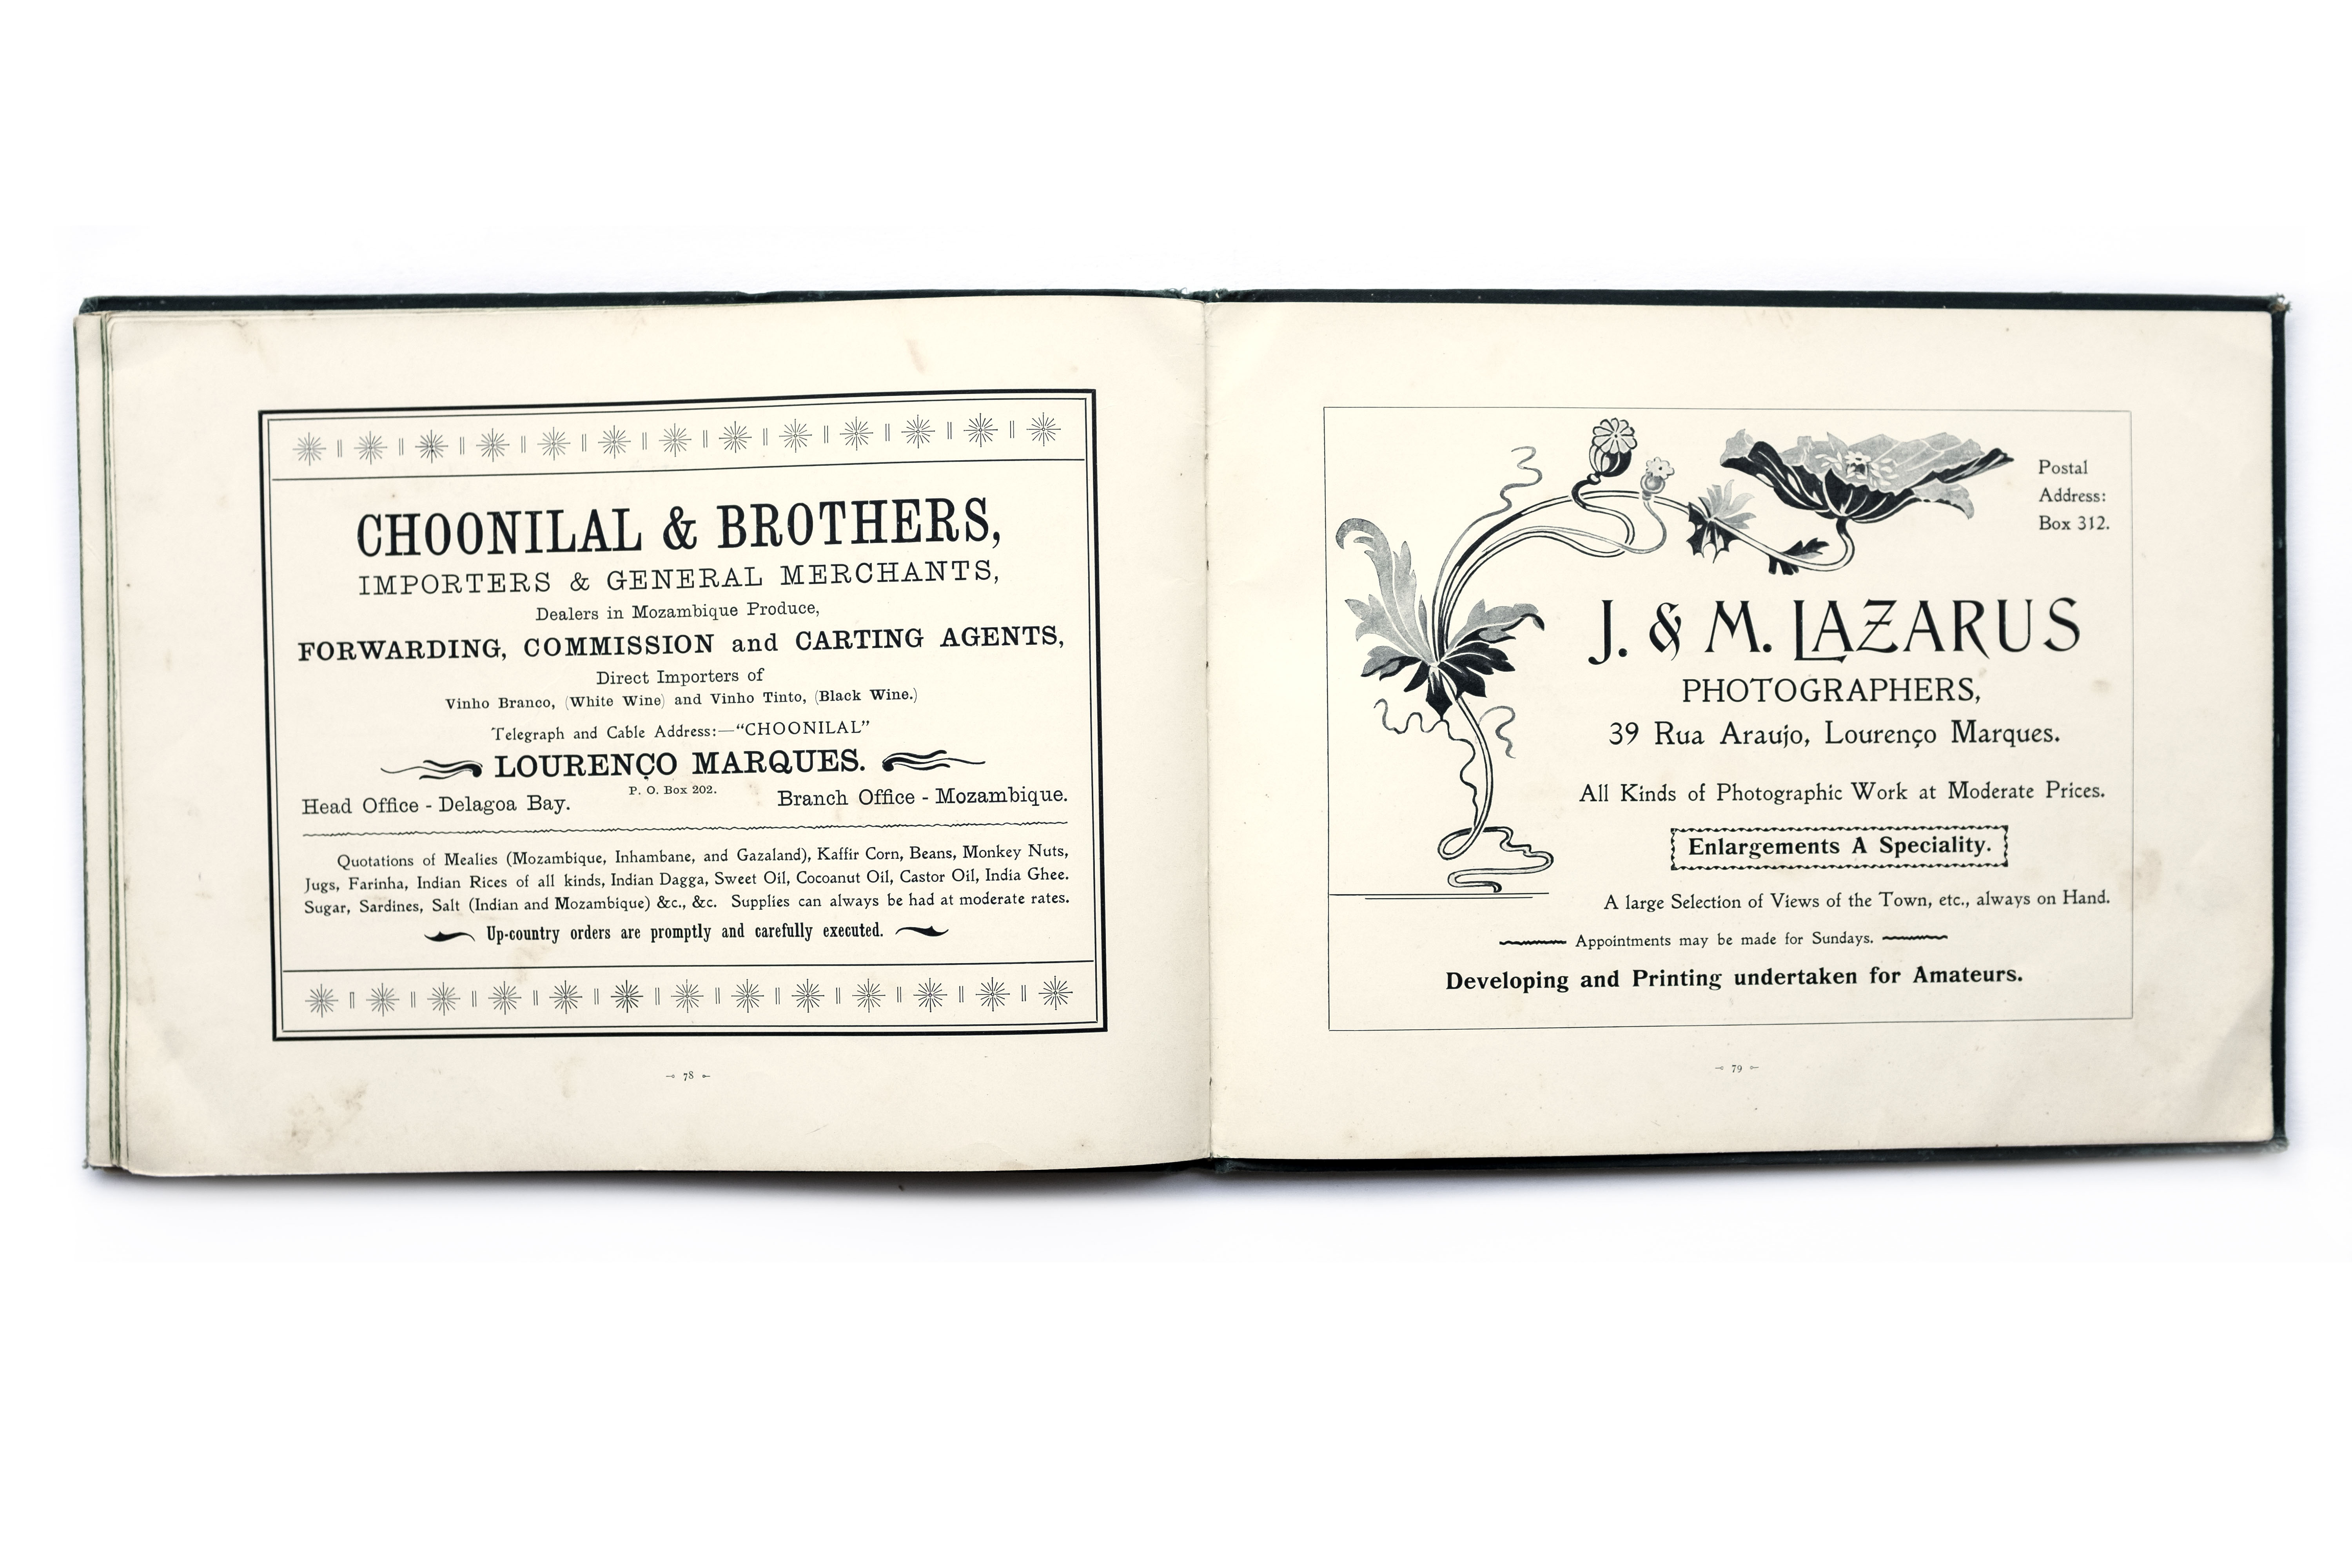 CHOONILAL & BROTHERS,
IMPORTERS & GENERAL MERCHANTS,
Dealers in Mozambique Produce,
FORWARDING, COMMISSION and CARTING AGENTS,
Direct Importers of
Vinho Branco, (White Wine) and Vinho Tinto, (Black Wine.)
Telegraph and Cable Address:—"CHOONILAL"
LOURENÇO MARQUES.
P. O. Box 202.
Head Office - Delagoa Bay. Branch Office - Mozambique.
Quotations of Mealies (Mozambique, Inhambane, and Gazaland), Kaffir Corn, Beans, Monkey Nuts,
Jugs, Farinha, Indian Rices of all kinds, Indian Dagga, Sweet Oil, Cocoanut Oil, Castor Oil, India Ghee.
Sugar, Sardines, Salt (Indian and Mozambique) &c., &c. Supplies can always be had at moderate rates.
Up-country orders are promptly and carefully executed.
78
Postal
Address:
Box 312.
J. & M. LAZARUS
PHOTOGRAPHERS,
39 Rua Araujo, Lourenço Marques.
All Kinds of Photographic Work at Moderate Prices.
Enlargements A Speciality.
A large Selection of Views of the Town, etc., always on Hand.
Appointments may be made for Sundays.
Developing and Printing undertaken for Amateurs.
79